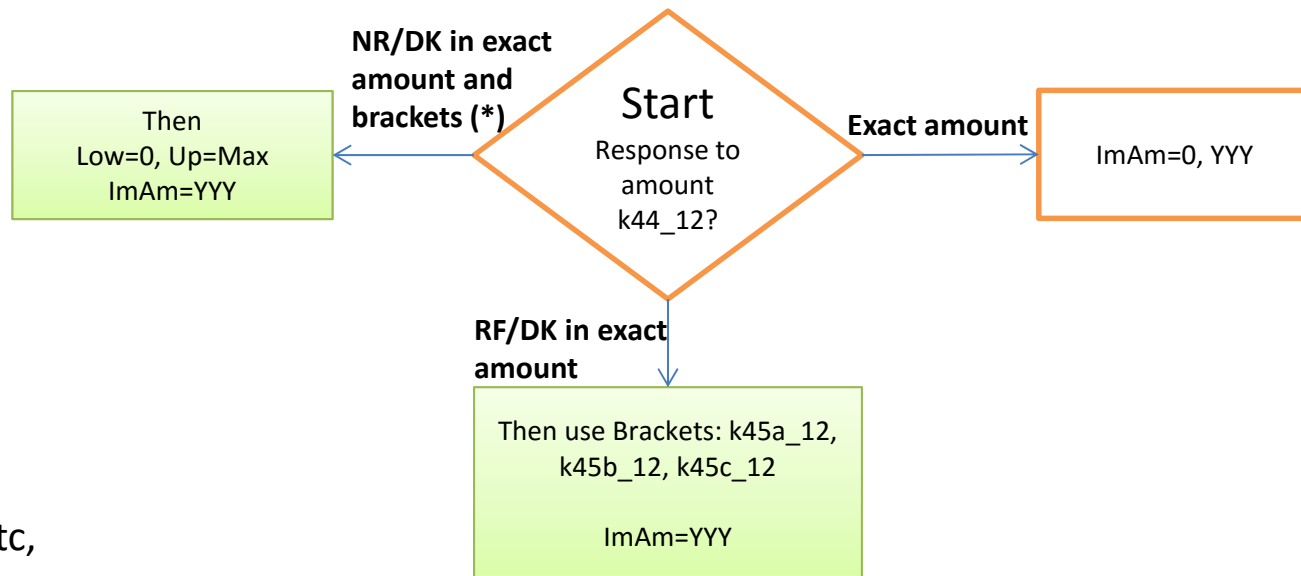 NR/DK in exact
amount and
brackets (*)
Then
Low=0, Up=Max
ImAm=YYY
Start
Response to
amount
k44_12?
Exact amount
ImAm=0, YYY
RF/DK in exact
amount
Then use Brackets: k45a_12,
k45b_12, k45c_12
ImAm=YYY
tc,